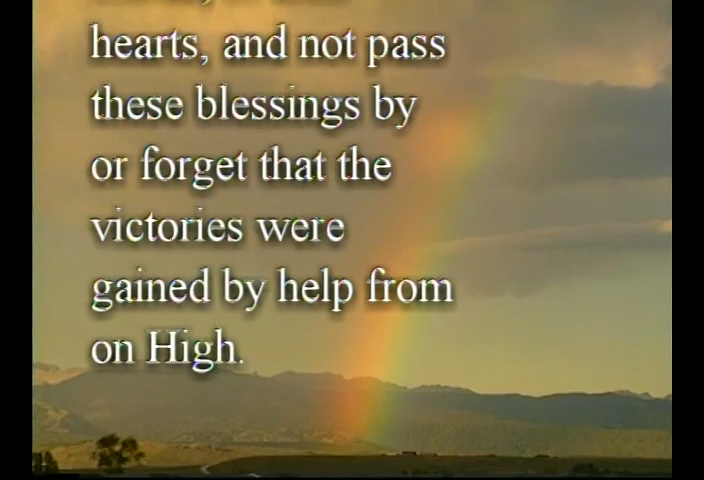 hearts, and not pass
these blessings by
or forget that the
victories were
gained by help from
on High.